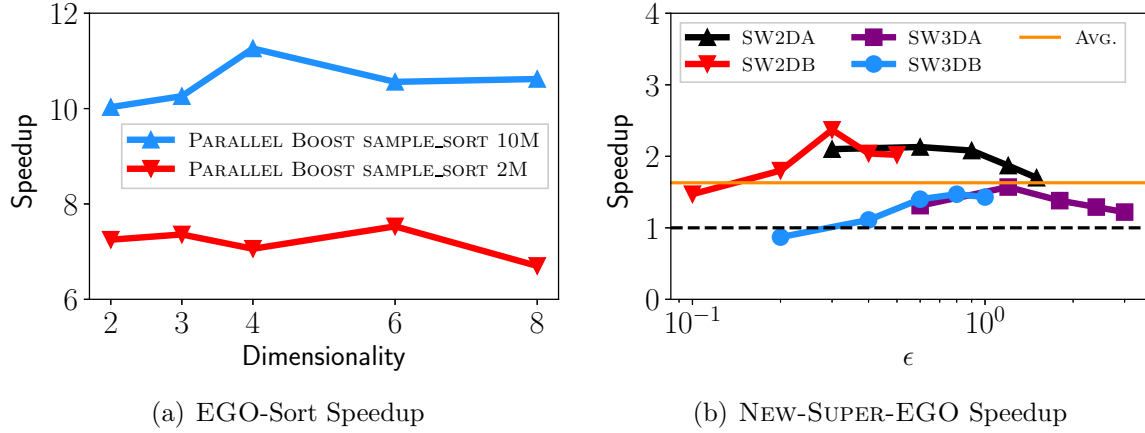 12
10
8
6
Speedup
PARALLEL BOOST SAMPLE_SORT 10M
PARALLEL BOOST SAMPLE_SORT 2M
2 3 4 6 8
Dimensionality
(a) EGO-Sort Speedup
4
3
2
1
0
Speedup
SW2DA SW3DA AVG.
SW2DB SW3DB
10⁻¹ 10⁰
ϵ
(b) NEW-SUPER-EGO Speedup